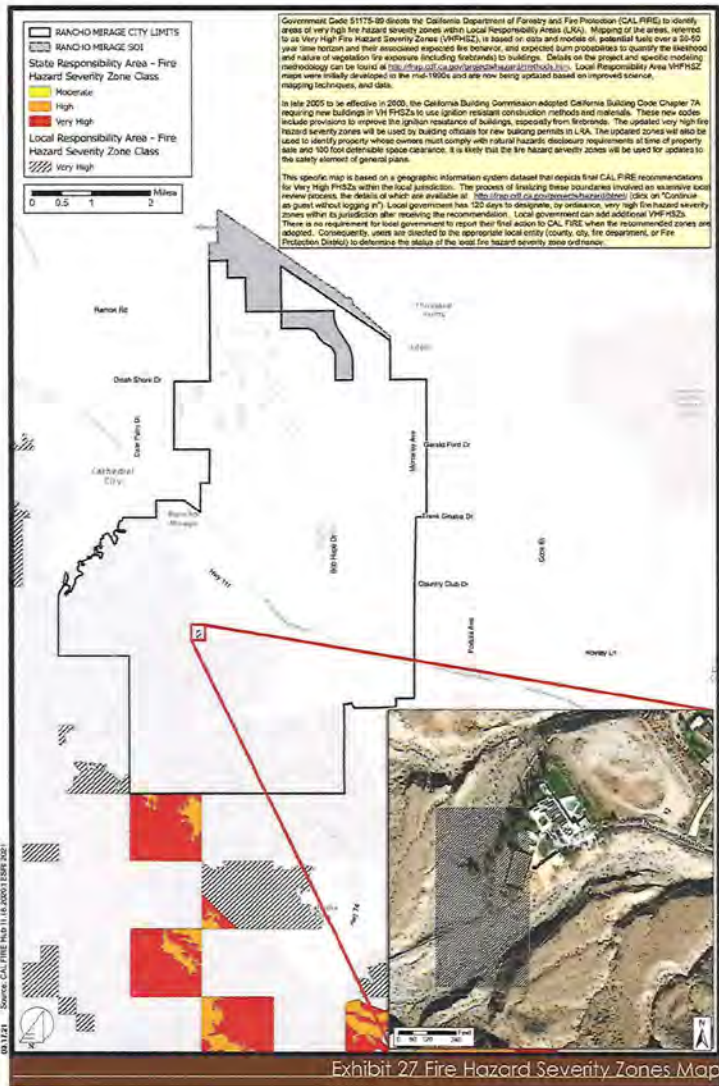 RANCHO MIRAGE CITY LIMITS
RANCHO MIRAGE SOI
State Responsibility Area - Fire
Hazard Severity Zone Class
Moderate
High
Very High
Local Responsibility Area - Fire
Hazard Severity Zone Class
Very High
Miles
0 0.5 1 2
Government Code 51175-89 directs the California Department of Forestry and Fire Protection (CAL FIRE) to identify
areas of very high fire hazard severity zones within Local Responsibility Areas (LRA). Mapping of the areas, referred
to as Very High Fire Hazard Severity Zones (VHFHSZ), is based on data and models of, potential fuels over a 30-50
year time horizon and their associated expected fire behavior, and expected burn probabilities to quantify the likelihood
and nature of vegetation fire exposure (including firebrands) to buildings. Details on the project and specific modeling
methodology can be found at http://frap.cdf.ca.gov/projects/hazard/methods.htm. Local Responsibility Area VHFHSZ
maps were initially developed in the mid-1990s and are now being updated based on improved science,
mapping techniques, and data.
In late 2005 to be effective in 2008, the California Building Commission adopted California Building Code Chapter 7A
requiring new buildings in VH FHSZs to use ignition resistant construction methods and materials. These new codes
include provisions to improve the ignition resistance of buildings, especially from firebrands. The updated very high fire
hazard severity zones will be used by building officials for new building permits in LRA. The updated zones will also be
used to identify property whose owners must comply with natural hazards disclosure requirements at time of property
sale and 100 foot defensible space clearance. It is likely that the fire hazard severity zones will be used for updates to
the safety element of general plans.
This specific map is based on a geographic information system dataset that depicts final CAL FIRE recommendations
for Very High FHSZs within the local jurisdiction. The process of finalizing these boundaries involved an extensive local
review process, the details of which are available at (click on "Continue
as guest without logging in"). Local government has 120 days to designate, by ordinance, very high fire hazard severity
zones within its jurisdiction after receiving the recommendation. Local government can add additional VHFHSZs.
There is no requirement for local government to report their final action to CAL FIRE when the recommended zones are
adopted. Consequently, users are directed to the appropriate local entity (county, city, fire department, or Fire
Protection District) to determine the status of the local fire hazard severity zone ordinance.
Ramon Rd
Thousand
Palms
Dinah Shore Dr
Date Palm Dr
Monterey Ave
Gerald Ford Dr
Cathedral
City
Rancho
Mirage
Frank Sinatra Dr
Bob Hope Dr
Cook St
Hwy 111
Country Club Dr
Portola Ave
Hovley Ln
Hwy 74
0 60 120 240 Feet
N
Exhibit 27 Fire Hazard Severity Zones Map